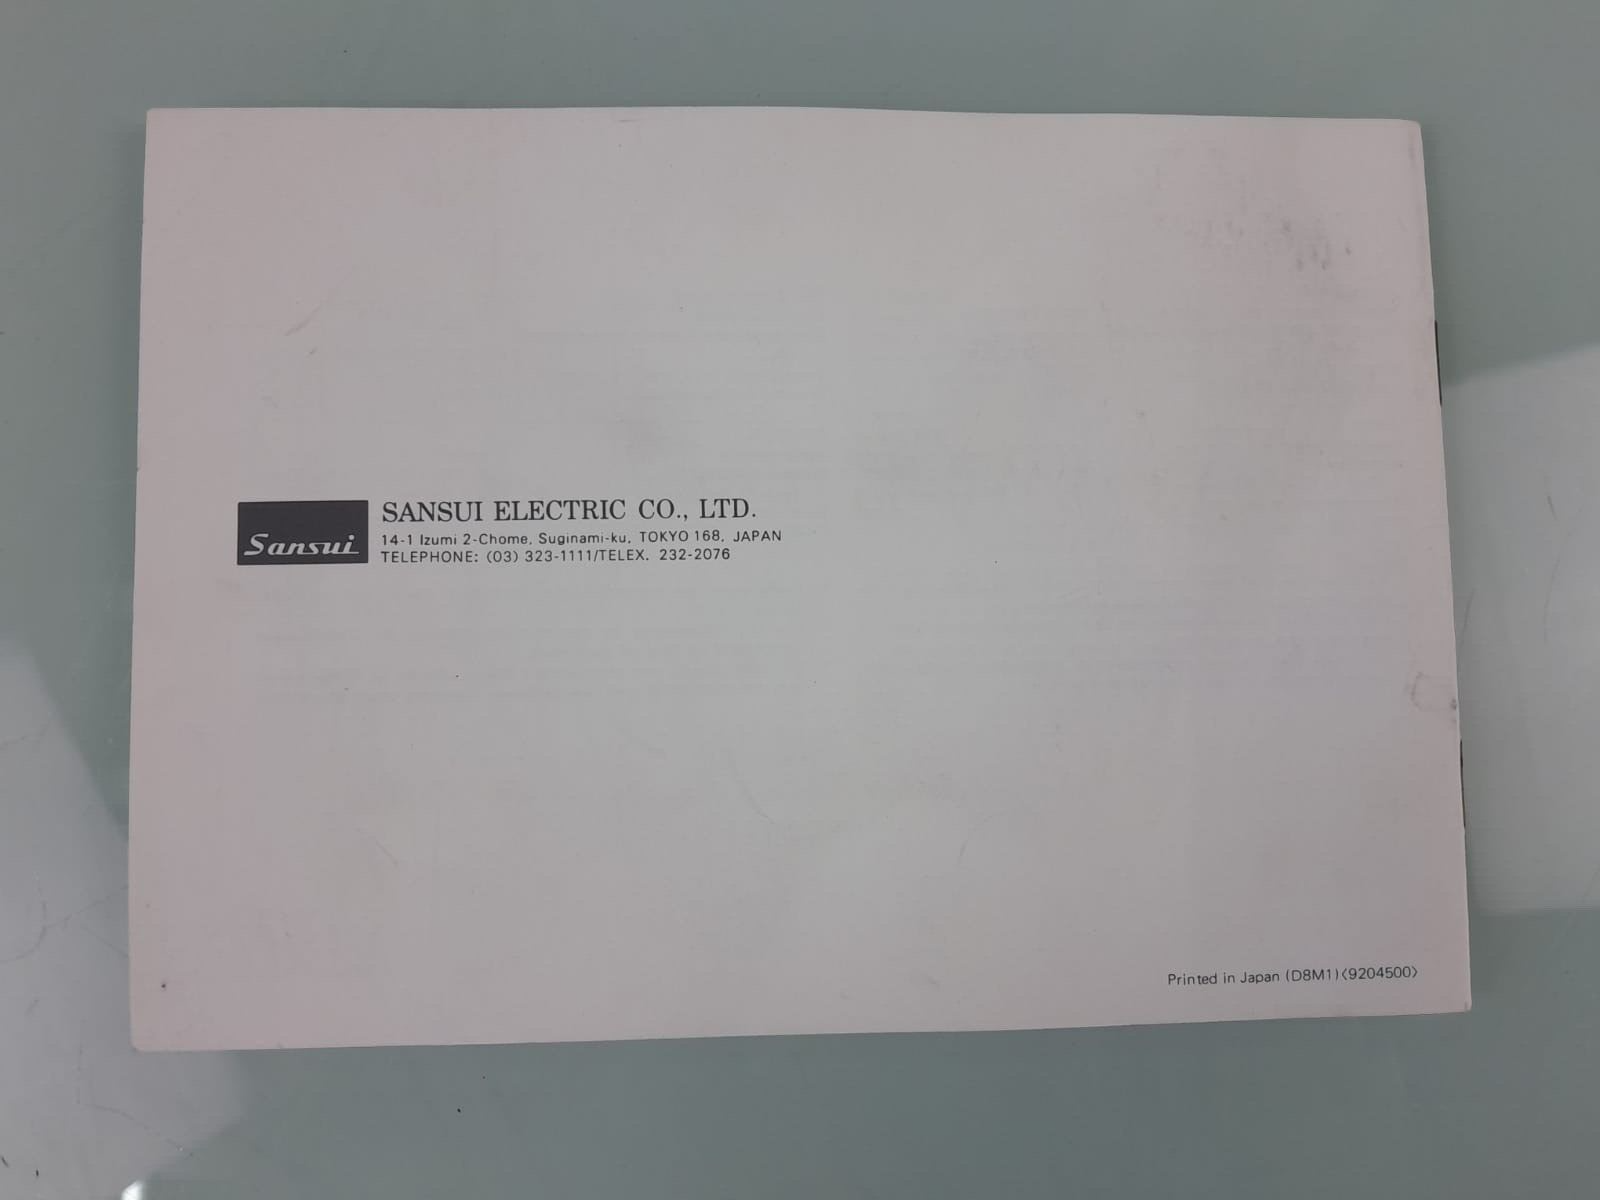 Sansui
SANSUI ELECTRIC CO., LTD.
14-1 Izumi 2-Chome, Suginami-ku, TOKYO 168, JAPAN
TELEPHONE: (03) 323-1111/TELEX. 232-2076
Printed in Japan (D8M1)〈9204500〉